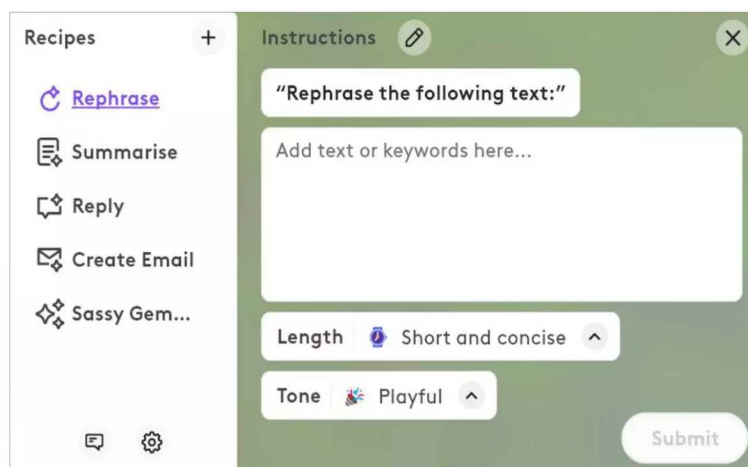 Recipes
Rephrase
Summarise
Reply
Create Email
Sassy Gem...
Instructions
“Rephrase the following text:”
Add text or keywords here...
Length Short and concise
Tone Playful
Submit